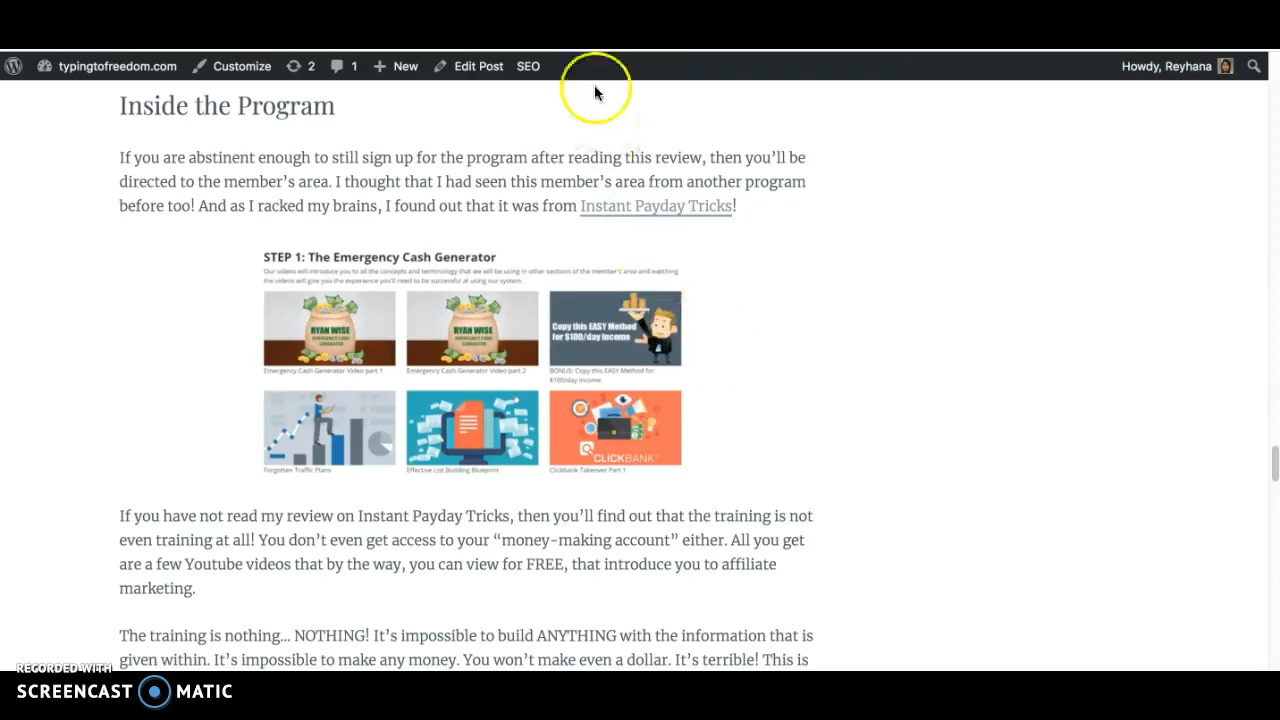 typingtofreedom.com Customize 2 1 New Edit Post SEO Howdy, Reyhana
Inside the Program
If you are abstinent enough to still sign up for the program after reading this review, then you’ll be
directed to the member’s area. I thought that I had seen this member’s area from another program
before too! And as I racked my brains, I found out that it was from Instant Payday Tricks!
STEP 1: The Emergency Cash Generator
Our videos will introduce you to all the concepts and terminology that we will be using in other sections of the member's area and watching
the videos will give you the experience you'll need to be successful at using our system.
RYAN WISE
EMERGENCY CASH
GENERATOR
RYAN WISE
EMERGENCY CASH
GENERATOR
Copy this EASY Method
for $100/day income
Emergency Cash Generator Video part 1
Emergency Cash Generator Video part 2
BONUS: Copy this EASY Method for
$100/day income
CLICKBANK
Forgotten Traffic Plans
Effective List Building Blueprint
Clickbank Takeover Part 1
If you have not read my review on Instant Payday Tricks, then you’ll find out that the training is not
even training at all! You don’t even get access to your “money-making account” either. All you get
are a few Youtube videos that by the way, you can view for FREE, that introduce you to affiliate
marketing.
The training is nothing… NOTHING! It’s impossible to build ANYTHING with the information that is
given within. It’s impossible to make any money. You won’t make even a dollar. It’s terrible! This is
RECORDED WITH
SCREENCAST MATIC